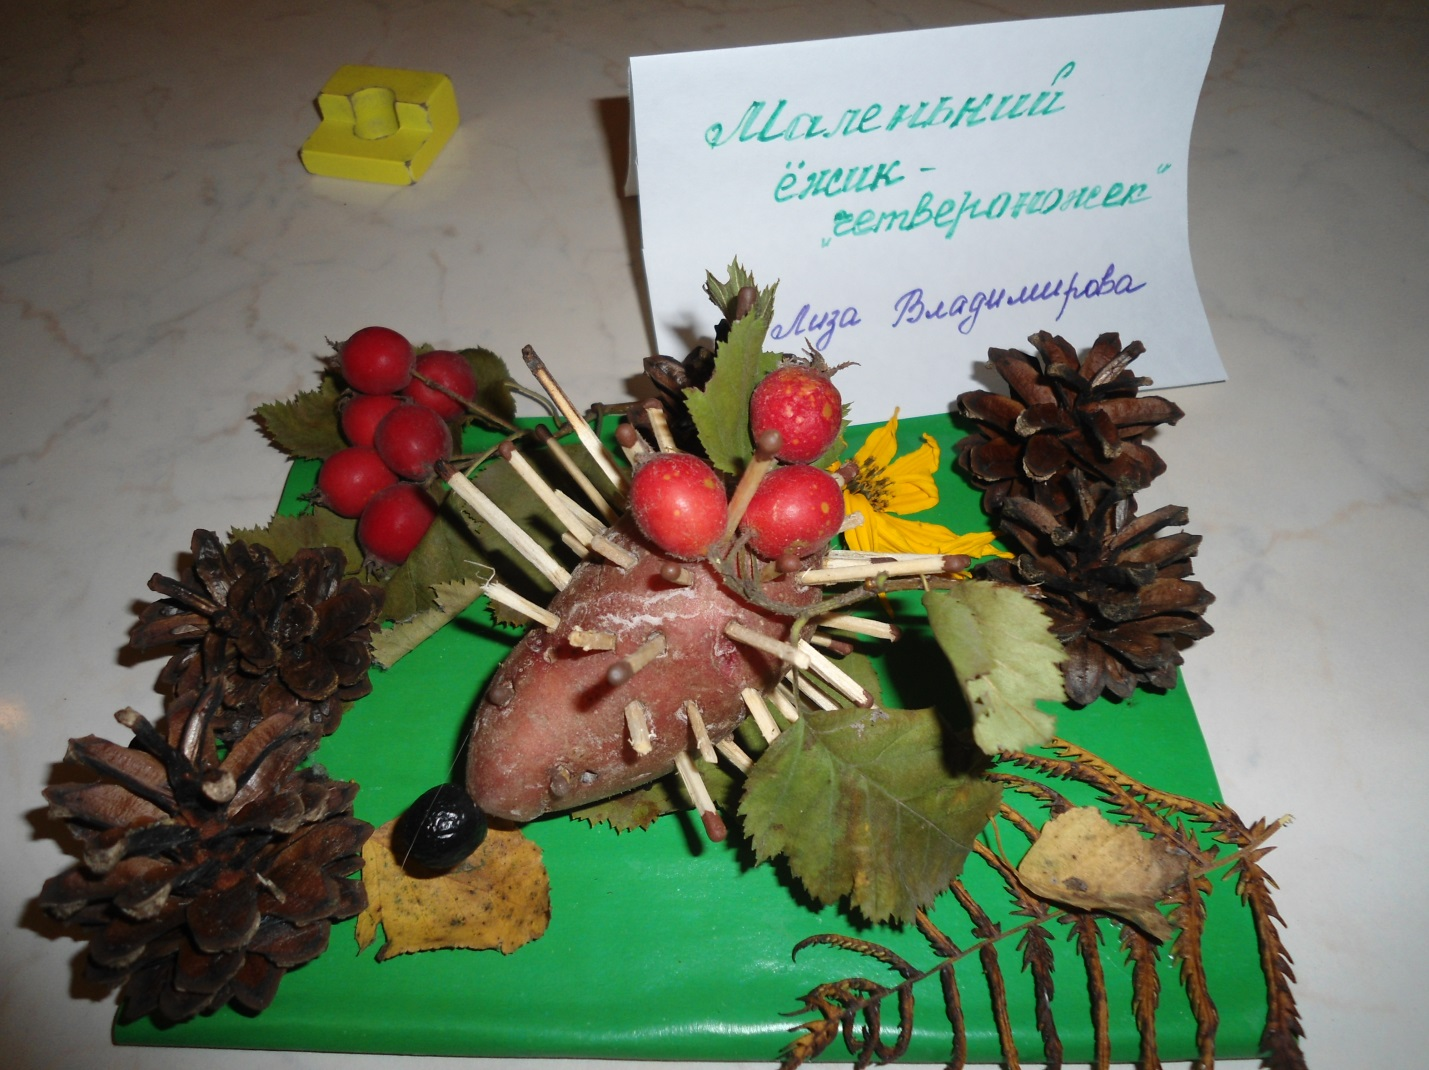 Маленький
ёжик -
„четвероножек“
Лиза Владимирова